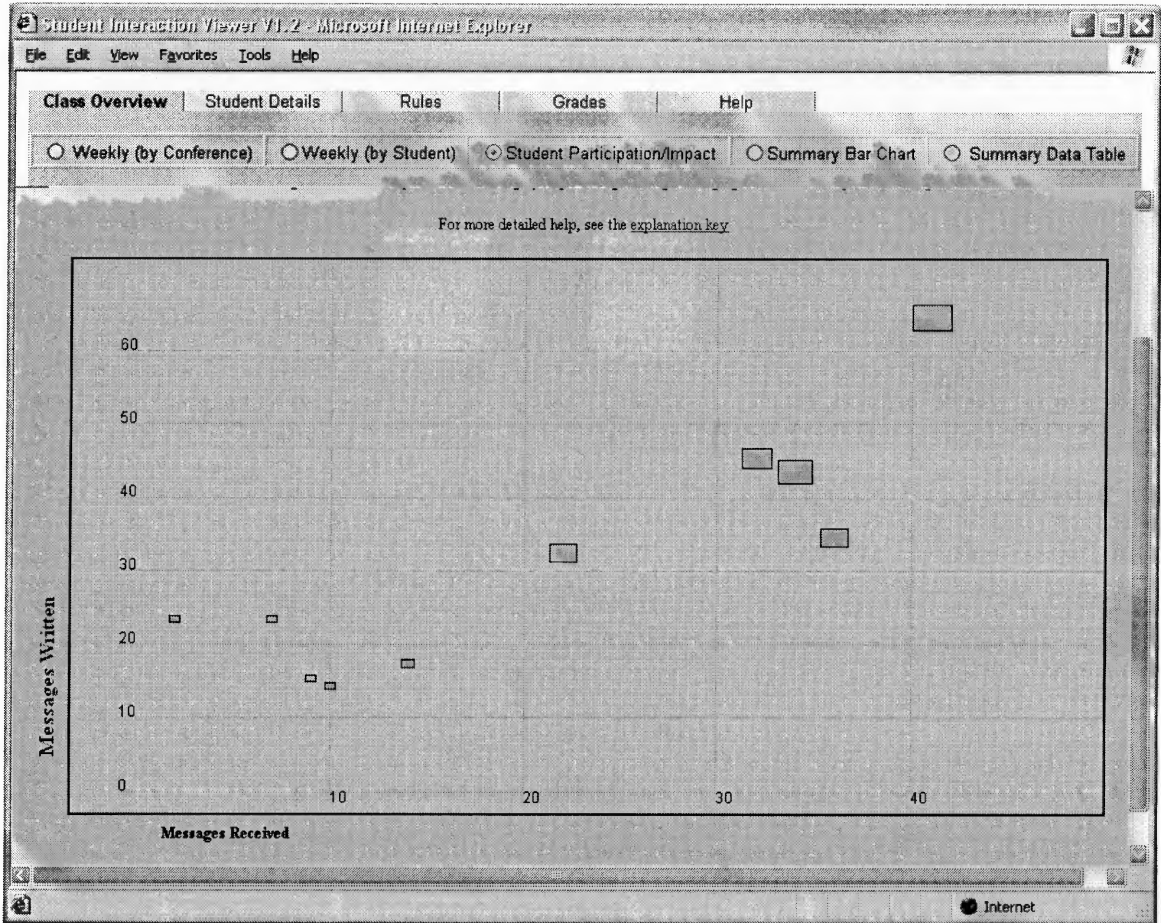 Student Interaction Viewer V1.2 - Microsoft Internet Explorer
File Edit View Favorites Tools Help
Class Overview Student Details Rules Grades Help
Weekly (by Conference) Weekly (by Student) Student Participation/Impact Summary Bar Chart Summary Data Table
For more detailed help, see the explanation key
60
50
40
30
20
10
0
10 20 30 40
Messages Written
Messages Received
Internet